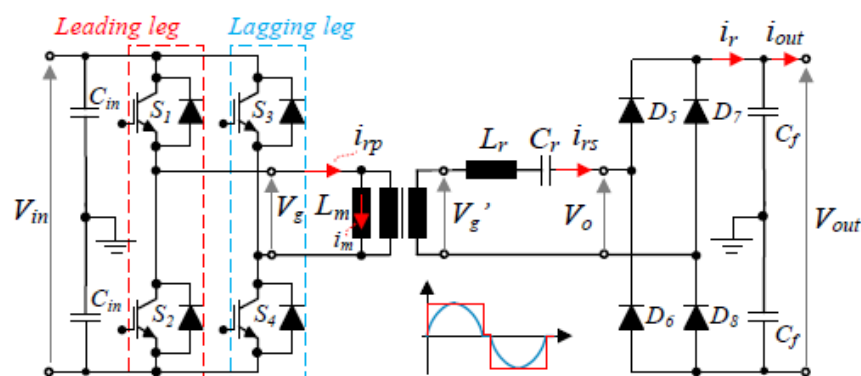 Leading leg
Lagging leg
i_r
i_out
C_in
S_1
S_3
D_5
D_7
C_f
i_rp
L_r
C_r
i_rs
V_in
V_g
L_m
i_m
V_g'
V_o
V_out
C_in
S_2
S_4
D_6
D_8
C_f